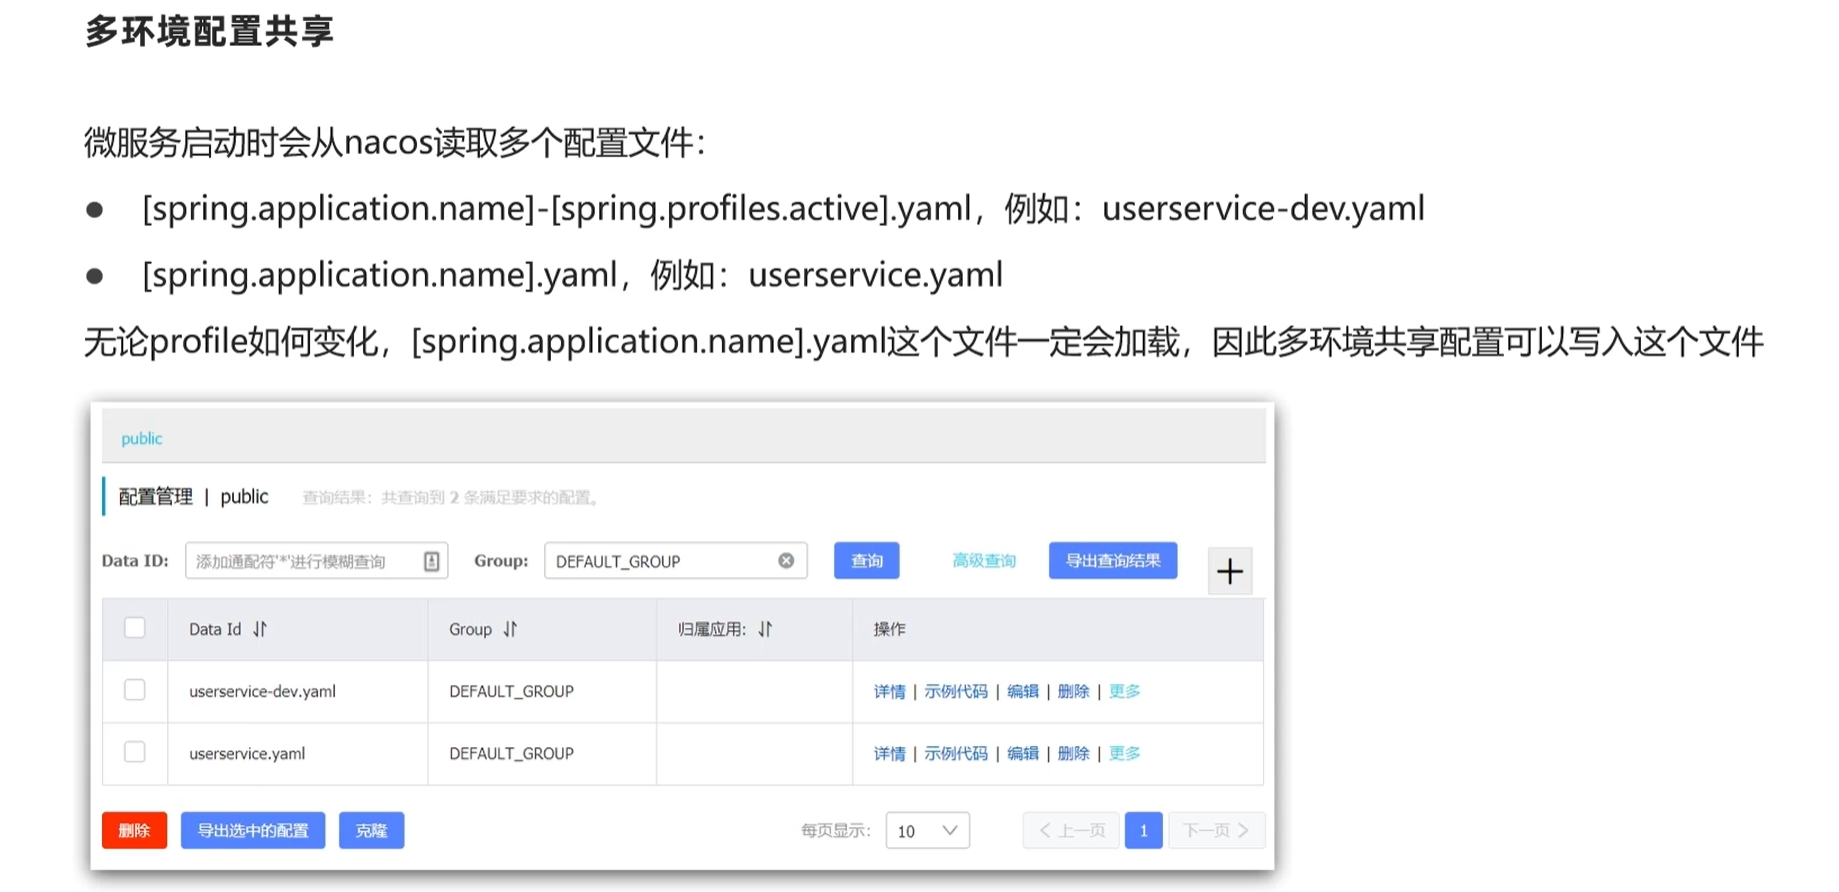 多环境配置共享
微服务启动时会从nacos读取多个配置文件：
● [spring.application.name]-[spring.profiles.active].yaml，例如：userservice-dev.yaml
● [spring.application.name].yaml，例如：userservice.yaml
无论profile如何变化，[spring.application.name].yaml这个文件一定会加载，因此多环境共享配置可以写入这个文件
public
配置管理 | public 查询结果：共查询到 2 条满足要求的配置。
Data ID: 添加通配符'*'进行模糊查询 Group: DEFAULT_GROUP 查询 高级查询 导出查询结果 +
Data Id Group 归属应用: 操作
userservice-dev.yaml DEFAULT_GROUP 详情 | 示例代码 | 编辑 | 删除 | 更多
userservice.yaml DEFAULT_GROUP 详情 | 示例代码 | 编辑 | 删除 | 更多
删除 导出选中的配置 克隆 每页显示: 10 < 上一页 1 下一页 >